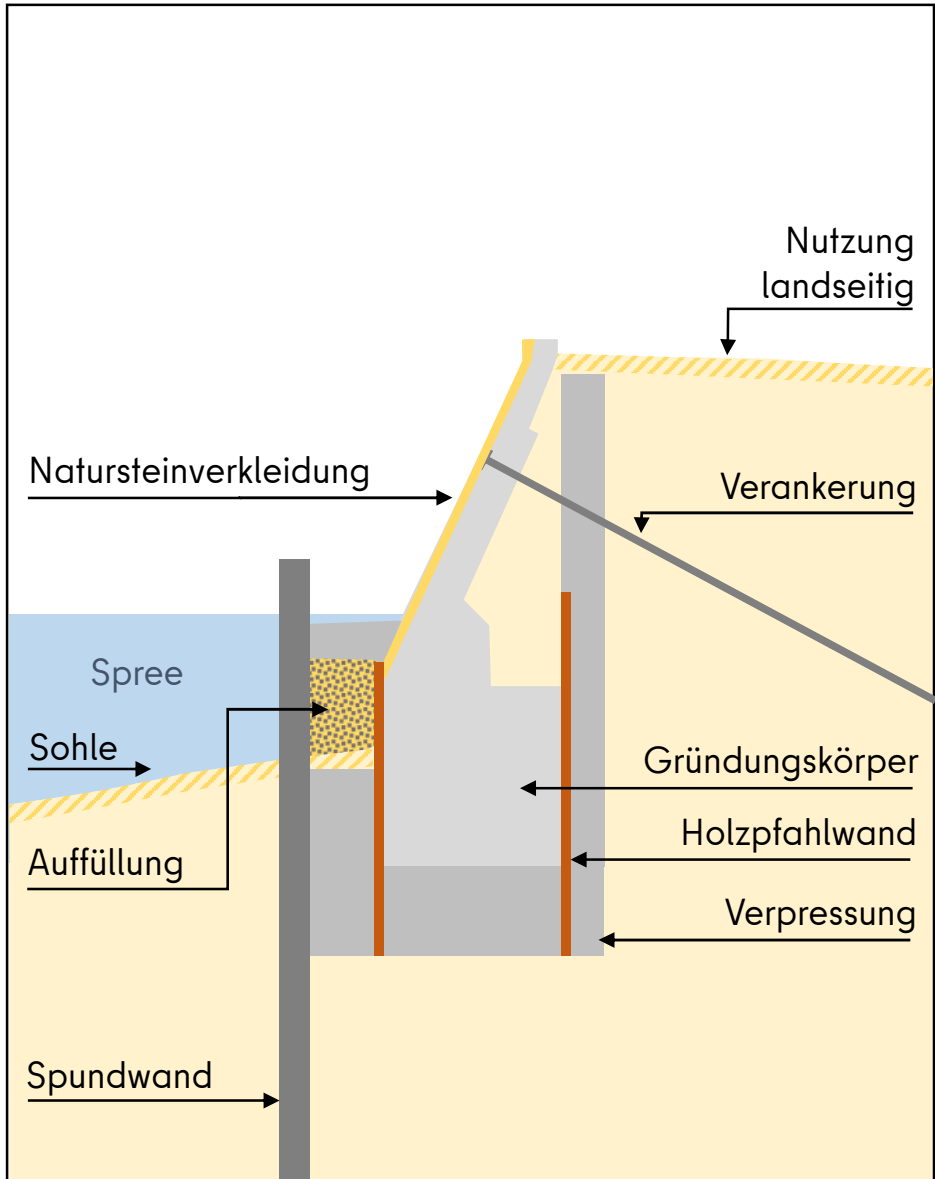 Nutzung
landseitig
Natursteinverkleidung
Verankerung
Spree
Sohle
Gründungskörper
Holzpfahlwand
Auffüllung
Verpressung
Spundwand